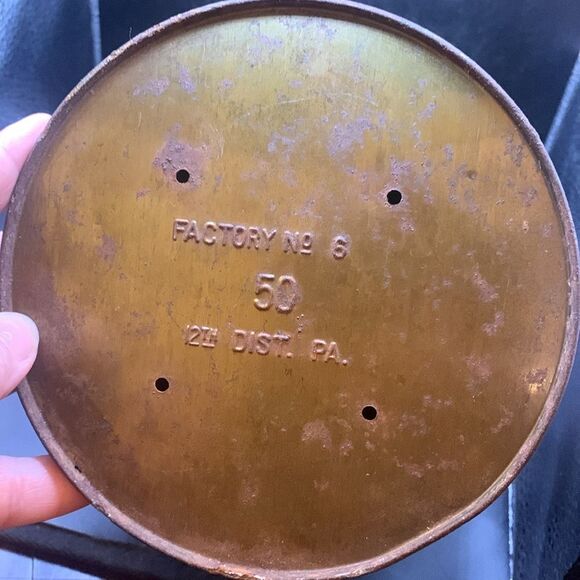 FACTORY Nº 6
50
12TH DIST. PA.